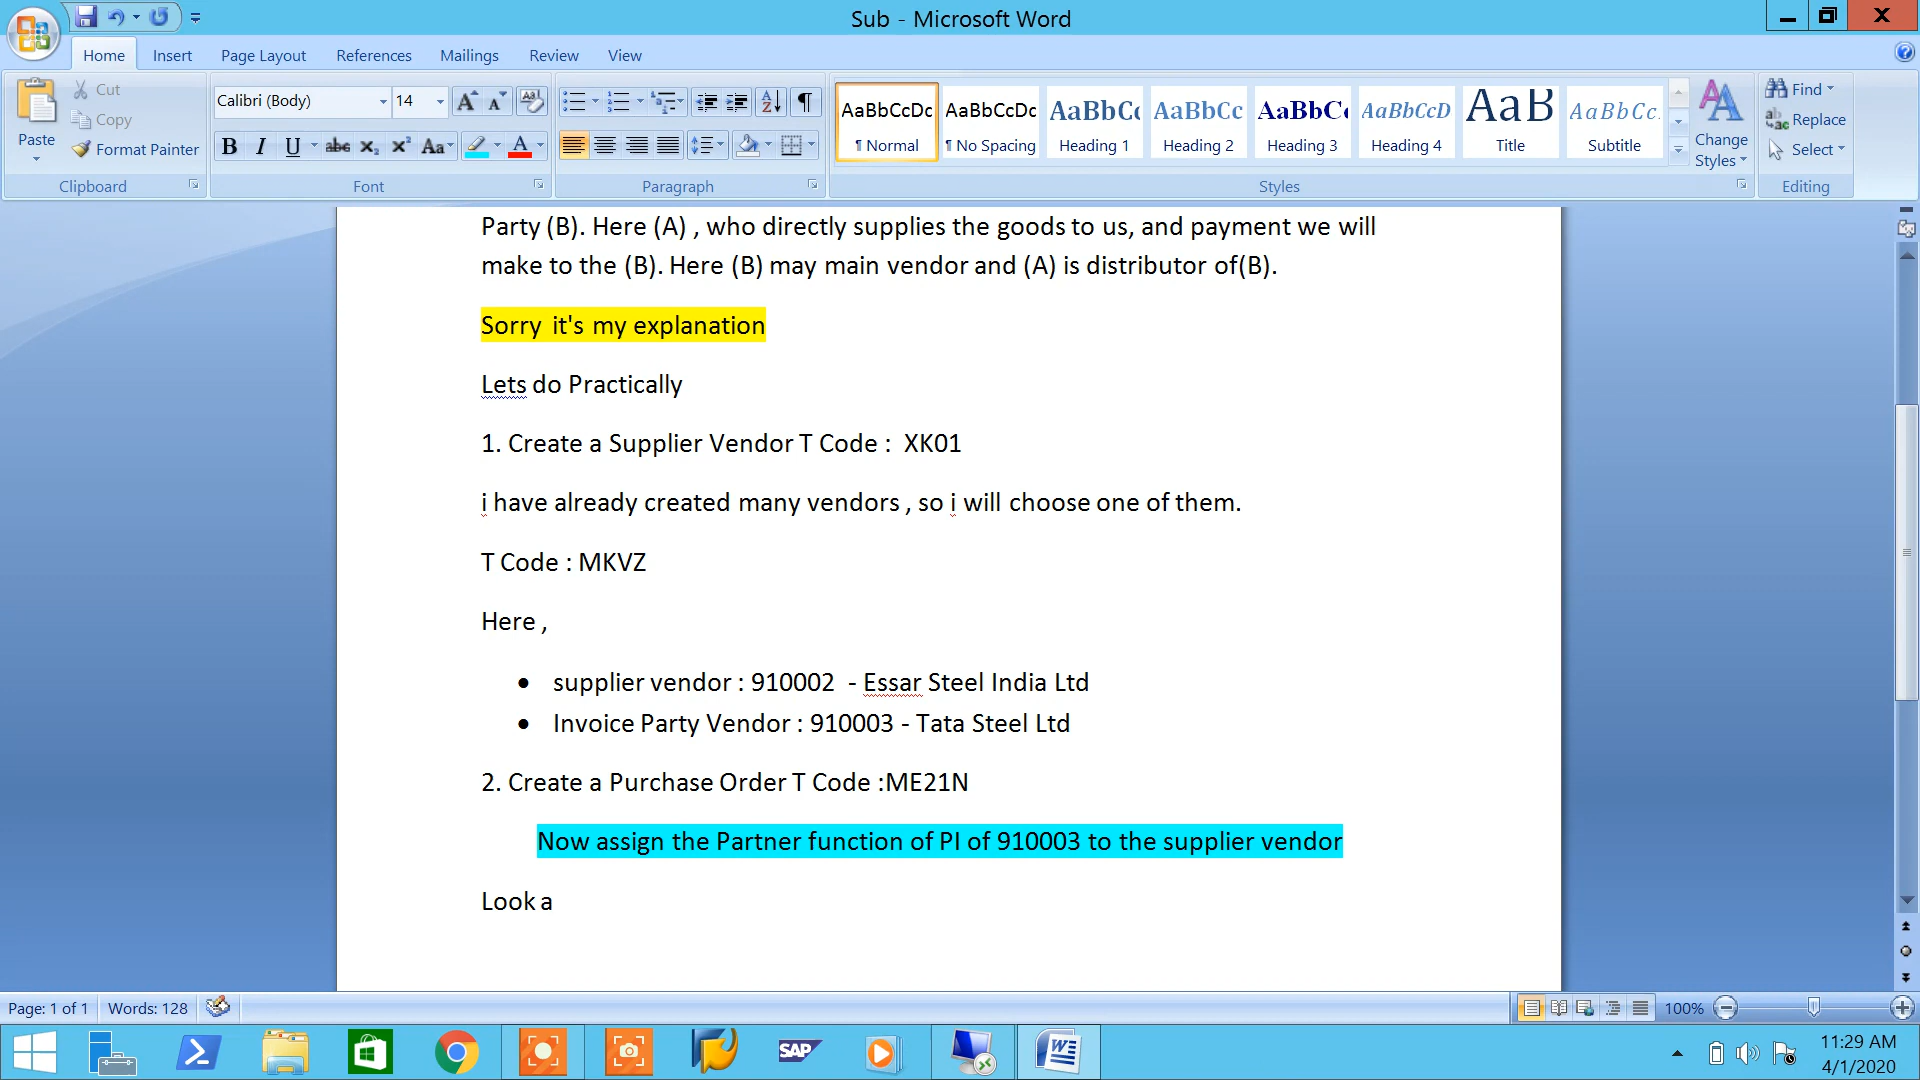 Sub - Microsoft Word
Home Insert Page Layout References Mailings Review View
Paste
Cut
Copy
Format Painter
Clipboard
Calibri (Body) 14
Font
Paragraph
AaBbCcDc AaBbCcDc AaBbCc AaBbCc AaBbCc AaBbCcD AaB AaBbCc.
¶ Normal ¶ No Spacing Heading 1 Heading 2 Heading 3 Heading 4 Title Subtitle
Change Styles
Styles
Find
Replace
Select
Editing
Party (B). Here (A) , who directly supplies the goods to us, and payment we will
make to the (B). Here (B) may main vendor and (A) is distributor of(B).
Sorry it's my explanation
Lets do Practically
1. Create a Supplier Vendor T Code : XK01
i have already created many vendors , so i will choose one of them.
T Code : MKVZ
Here ,
• supplier vendor : 910002 - Essar Steel India Ltd
• Invoice Party Vendor : 910003 - Tata Steel Ltd
2. Create a Purchase Order T Code :ME21N
Now assign the Partner function of PI of 910003 to the supplier vendor
Look a
Page: 1 of 1 Words: 128 100%
SAP
11:29 AM
4/1/2020